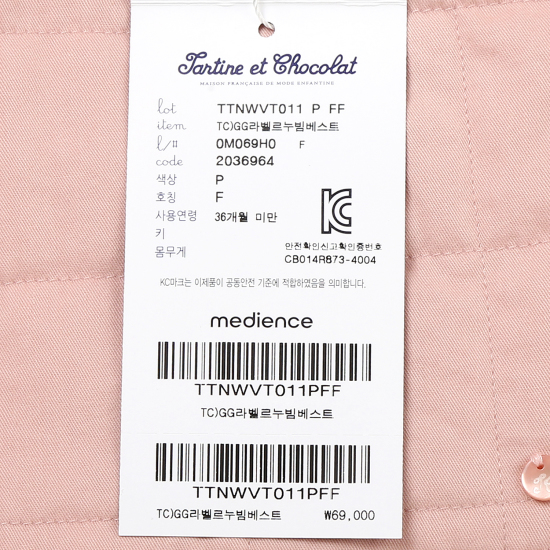 Tartine et Chocolat
MAISON FRANÇAISE DE MODE ENFANTINE
lot TTNWVT011 P FF
item TC)GG라벨르누빔베스트
l/# 0M069H0 F
code 2036964
색상 P
호칭 F
사용연령 36개월 미만
키
몸무게
안전확인신고확인증번호
CB014R873-4004
KC마크는 이제품이 공통안전 기준에 적합하였음을 의미합니다.
medience
TTNWVT011PFF
TC)GG라벨르누빔베스트
TTNWVT011PFF
TC)GG라벨르누빔베스트 ₩69,000